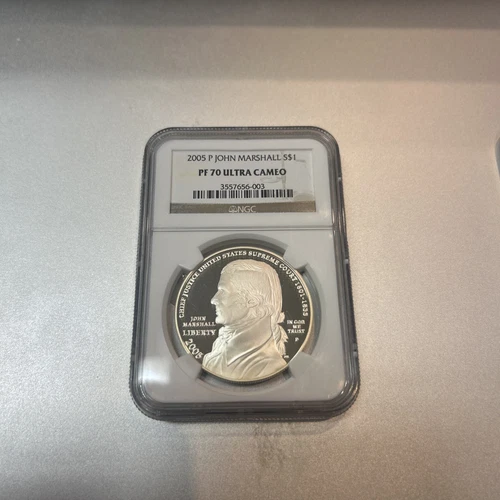 2005 P JOHN MARSHALL S$1
PF 70 ULTRA CAMEO
3557656-003
NGC
CHIEF JUSTICE UNITED STATES SUPREME COURT 1801-1835
JOHN
MARSHALL
LIBERTY
2005
IN GOD
WE
TRUST
P